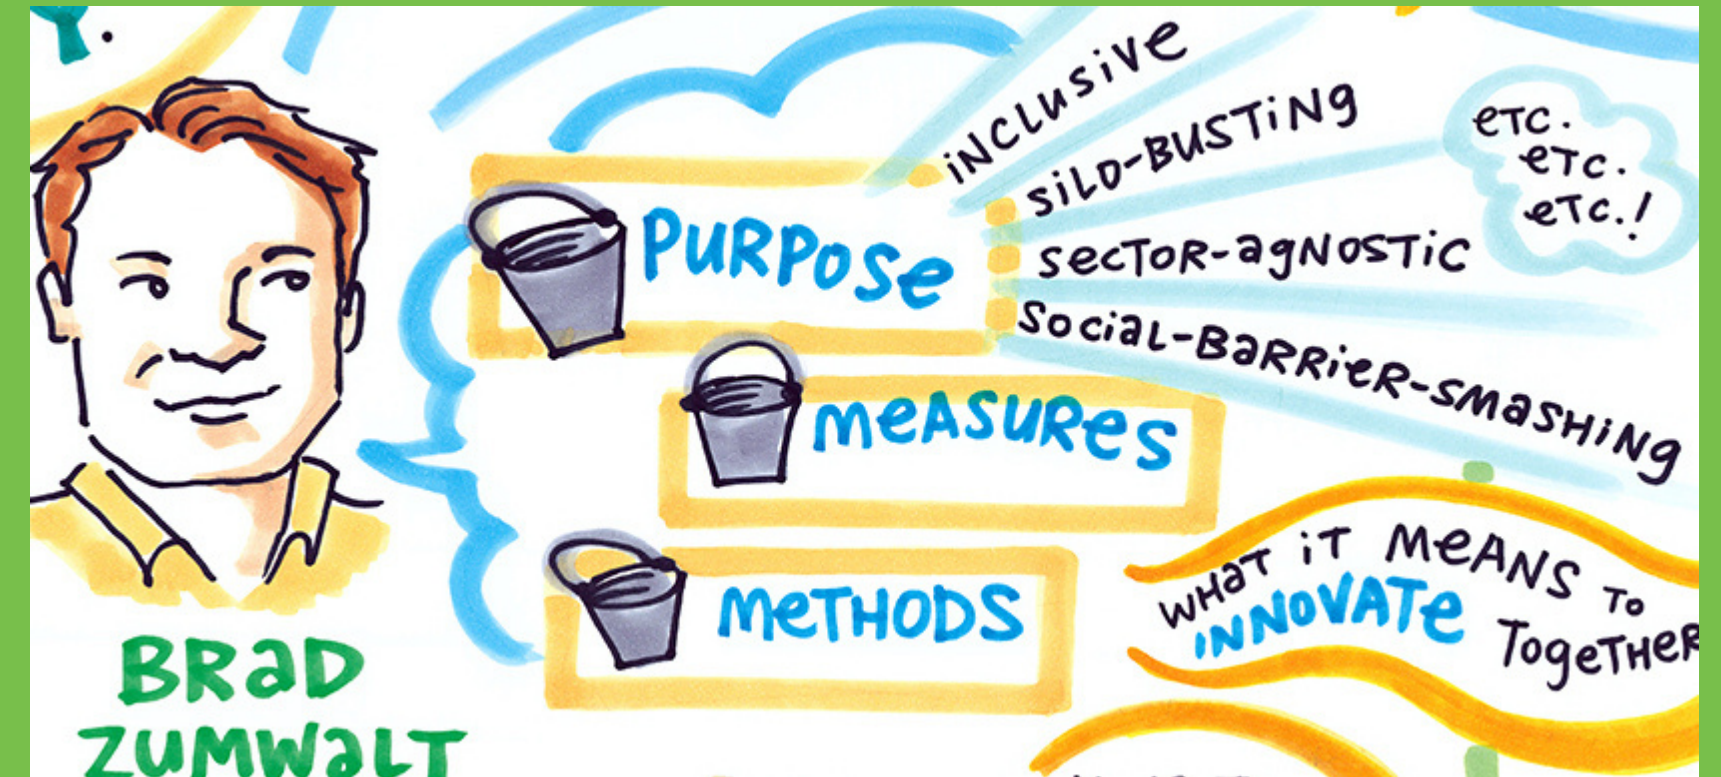 Y.
iNCLusiVe
siLO-BUSTiNg
secToR-agNosTic
social-BaRRieR-smasHiNg
eTc.
eTc.
eTc.!
PURPose
meASURes
meTHODS
WHaT iT MeANS To
iNNOVATe TogeTHeR
BRaD
ZUMWaLT